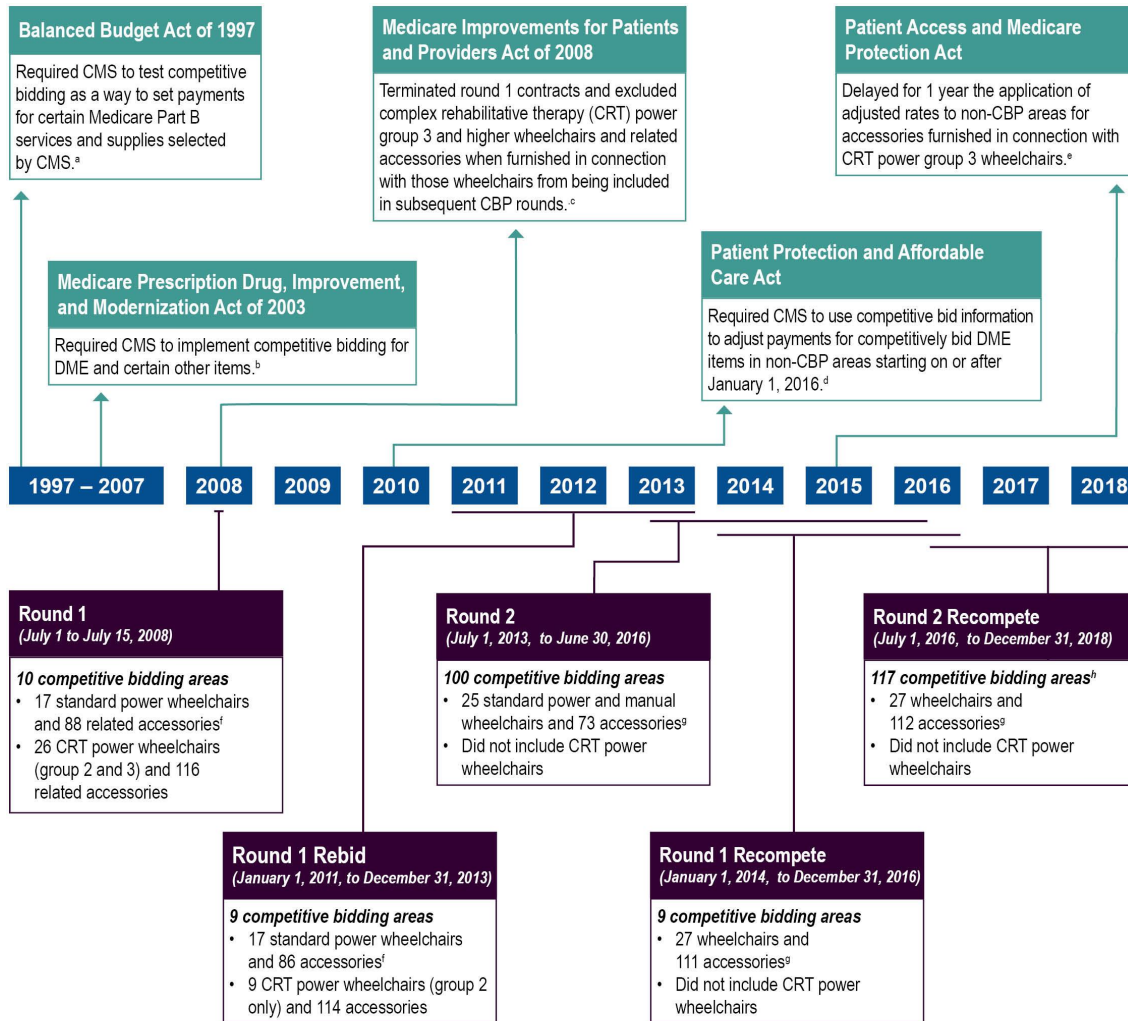 Balanced Budget Act of 1997
Required CMS to test competitive
bidding as a way to set payments
for certain Medicare Part B
services and supplies selected
by CMS.a
Medicare Improvements for Patients
and Providers Act of 2008
Terminated round 1 contracts and excluded
complex rehabilitative therapy (CRT) power
group 3 and higher wheelchairs and related
accessories when furnished in connection
with those wheelchairs from being included
in subsequent CBP rounds.c
Patient Access and Medicare
Protection Act
Delayed for 1 year the application of
adjusted rates to non-CBP areas for
accessories furnished in connection with
CRT power group 3 wheelchairs.e
Medicare Prescription Drug, Improvement,
and Modernization Act of 2003
Required CMS to implement competitive bidding for
DME and certain other items.b
Patient Protection and Affordable
Care Act
Required CMS to use competitive bid information
to adjust payments for competitively bid DME
items in non-CBP areas starting on or after
January 1, 2016.d
1997 – 2007 2008 2009 2010 2011 2012 2013 2014 2015 2016 2017 2018
Round 1
(July 1 to July 15, 2008)
10 competitive bidding areas
• 17 standard power wheelchairs
and 88 related accessoriesf
• 26 CRT power wheelchairs
(group 2 and 3) and 116
related accessories
Round 2
(July 1, 2013, to June 30, 2016)
100 competitive bidding areas
• 25 standard power and manual
wheelchairs and 73 accessoriesg
• Did not include CRT power
wheelchairs
Round 2 Recompete
(July 1, 2016, to December 31, 2018)
117 competitive bidding areash
• 27 wheelchairs and
112 accessoriesg
• Did not include CRT power
wheelchairs
Round 1 Rebid
(January 1, 2011, to December 31, 2013)
9 competitive bidding areas
• 17 standard power wheelchairs
and 86 accessoriesf
• 9 CRT power wheelchairs (group 2
only) and 114 accessories
Round 1 Recompete
(January 1, 2014, to December 31, 2016)
9 competitive bidding areas
• 27 wheelchairs and
111 accessoriesg
• Did not include CRT power
wheelchairs